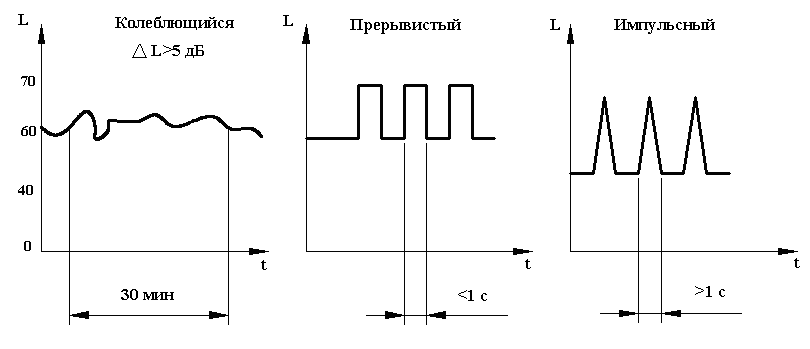 L
Колеблющийся
△ L>5 дБ
70
60
40
0
t
30 мин
L
Прерывистый
t
<1 с
L
Импульсный
t
>1 с